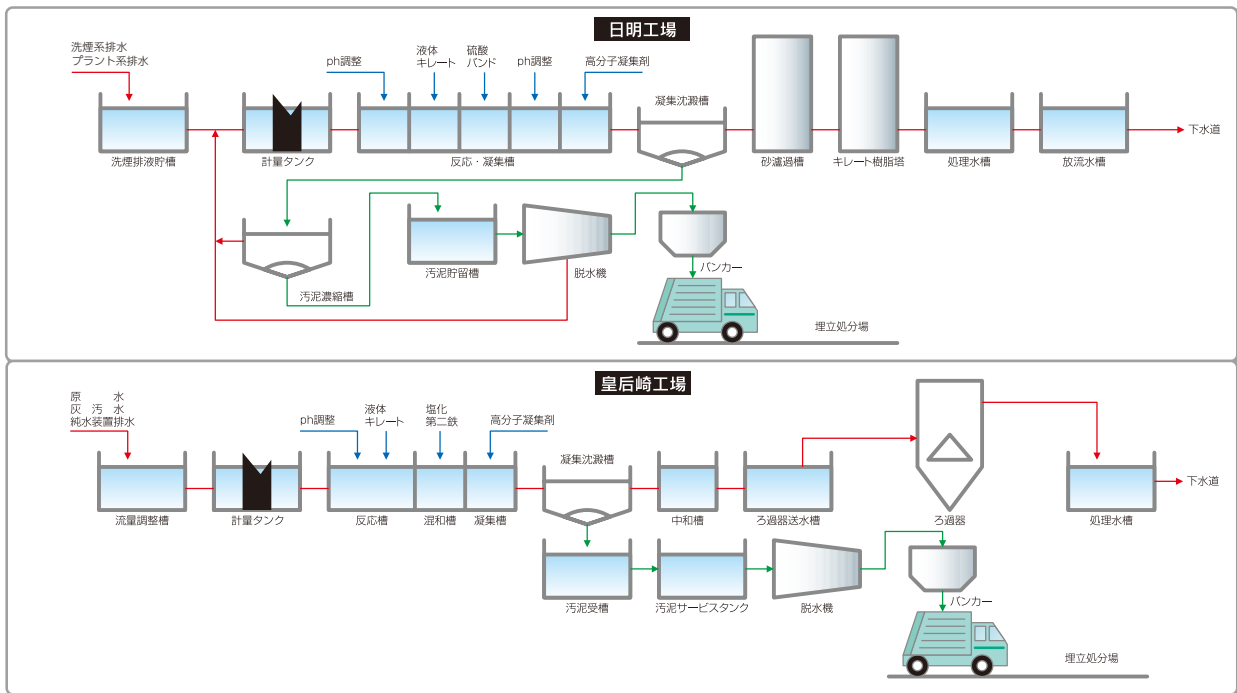 日明工場
洗煙系排水
プラント系排水
ph調整
液体
キレート
硫酸
バンド
ph調整
高分子凝集剤
凝集沈澱槽
下水道
洗煙排液貯槽
計量タンク
反応・凝集槽
砂濾過槽
キレート樹脂塔
処理水槽
放流水槽
汚泥濃縮槽
汚泥貯留槽
脱水機
バンカー
埋立処分場
皇后崎工場
原水
灰汚水
純水装置排水
ph調整
液体
キレート
塩化
第二鉄
高分子凝集剤
凝集沈澱槽
下水道
流量調整槽
計量タンク
反応槽
混和槽
凝集槽
中和槽
ろ過器送水槽
ろ過器
処理水槽
汚泥受槽
汚泥サービスタンク
脱水機
バンカー
埋立処分場